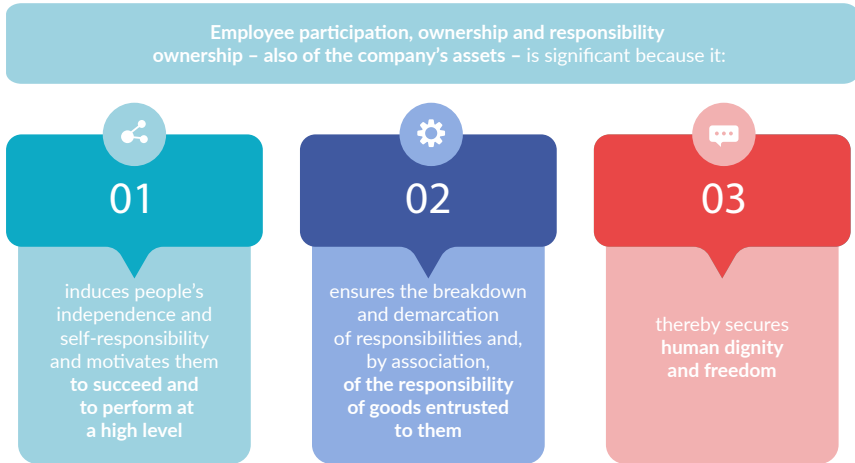 Employee participation, ownership and responsibility
ownership – also of the company's assets – is significant because it:
01
induces people's
independence and
self-responsibility
and motivates them
to succeed and
to perform at
a high level
02
ensures the breakdown
and demarcation
of responsibilities and,
by association,
of the responsibility
of goods entrusted
to them
03
thereby secures
human dignity
and freedom